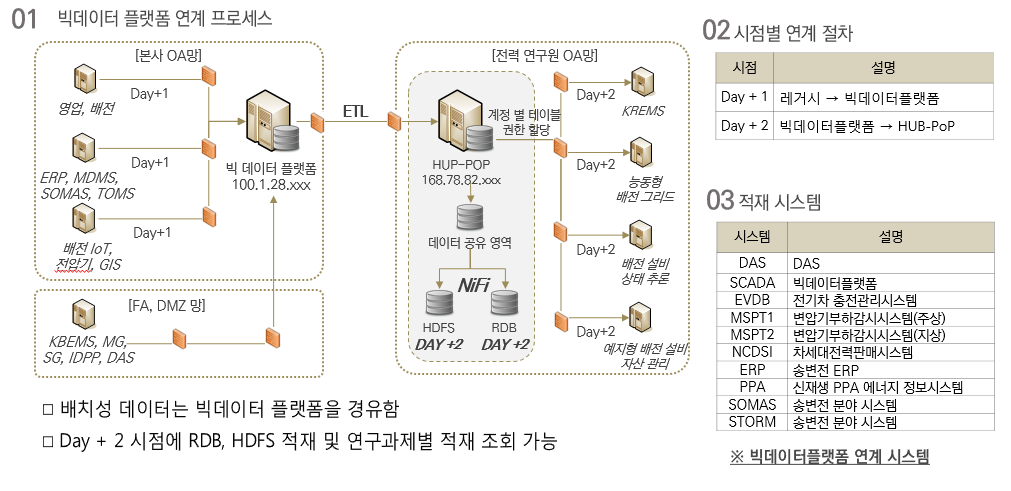 01 빅데이터 플랫폼 연계 프로세스
[본사 OA망]
Day+1
영업, 배전
Day+1
ERP, MDMS,
SOMAS, TOMS
Day+1
배전 IoT,
전압기, GIS
빅 데이터 플랫폼
100.1.28.xxx
[FA, DMZ 망]
KBEMS, MG,
SG, IDPP, DAS
ETL
[전력 연구원 OA망]
계정 별 테이블
권한 할당
HUP-POP
168.78.82.xxx
데이터 공유 영역
NiFi
HDFS
DAY +2
RDB
DAY +2
Day+2
KREMS
Day+2
능동형
배전 그리드
Day+2
배전 설비
상태 추론
Day+2
예지형 배전 설비
자산 관리
□ 배치성 데이터는 빅데이터 플랫폼을 경유함
□ Day + 2 시점에 RDB, HDFS 적재 및 연구과제별 적재 조회 가능
02 시점별 연계 절차
시점 설명
Day + 1 레거시 → 빅데이터플랫폼
Day + 2 빅데이터플랫폼 → HUB-PoP
03 적재 시스템
시스템 설명
DAS DAS
SCADA 빅데이터플랫폼
EVDB 전기차 충전관리시스템
MSPT1 변압기부하감시시스템(주상)
MSPT2 변압기부하감시시스템(지상)
NCDSI 차세대전력판매시스템
ERP 송변전 ERP
PPA 신재생 PPA 에너지 정보시스템
SOMAS 송변전 분야 시스템
STORM 송변전 분야 시스템
※ 빅데이터플랫폼 연계 시스템